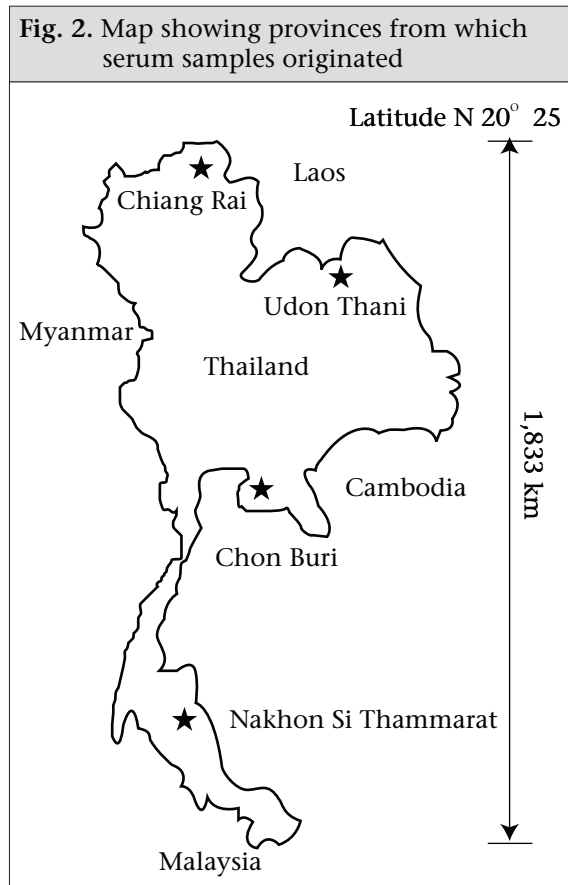 Fig. 2. Map showing provinces from which
serum samples originated
Latitude N 20° 25
Laos
Chiang Rai
Udon Thani
Myanmar
Thailand
1,833 km
Cambodia
Chon Buri
Nakhon Si Thammarat
Malaysia